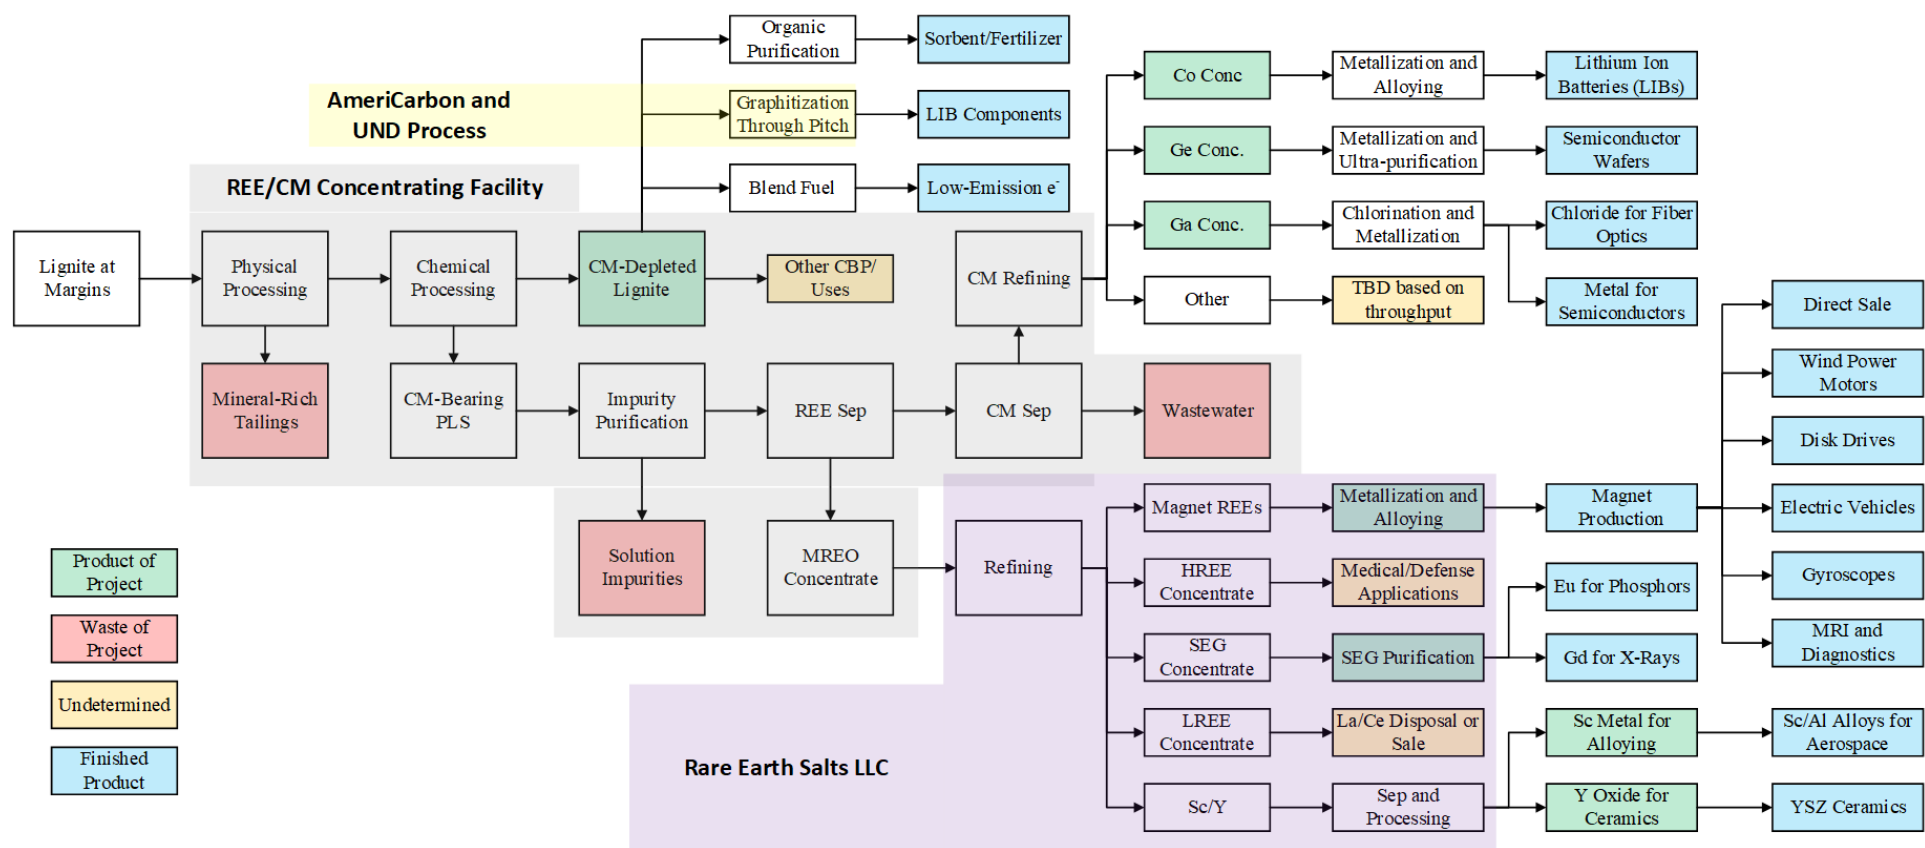 Organic
Purification
Sorbent/Fertilizer
AmeriCarbon and
UND Process
Graphitization
Through Pitch
LIB Components
REE/CM Concentrating Facility
Blend Fuel
Low-Emission e-
Co Conc
Metallization and
Alloying
Lithium Ion
Batteries (LIBs)
Ge Conc.
Metallization and
Ultra-purification
Semiconductor
Wafers
Ga Conc.
Chlorination and
Metallization
Chloride for Fiber
Optics
Other
TBD based on
throughput
Metal for
Semiconductors
Lignite at
Margins
Physical
Processing
Chemical
Processing
CM-Depleted
Lignite
Other CBP/
Uses
CM Refining
Mineral-Rich
Tailings
CM-Bearing
PLS
Impurity
Purification
REE Sep
CM Sep
Wastewater
Solution
Impurities
MREO
Concentrate
Refining
Magnet REEs
Metallization and
Alloying
Magnet
Production
HREE
Concentrate
Medical/Defense
Applications
Eu for Phosphors
SEG
Concentrate
SEG Purification
Gd for X-Rays
LREE
Concentrate
La/Ce Disposal or
Sale
Sc Metal for
Alloying
Sc/Al Alloys for
Aerospace
Sc/Y
Sep and
Processing
Y Oxide for
Ceramics
YSZ Ceramics
Direct Sale
Wind Power
Motors
Disk Drives
Electric Vehicles
Gyroscopes
MRI and
Diagnostics
Rare Earth Salts LLC
Product of
Project
Waste of
Project
Undetermined
Finished
Product